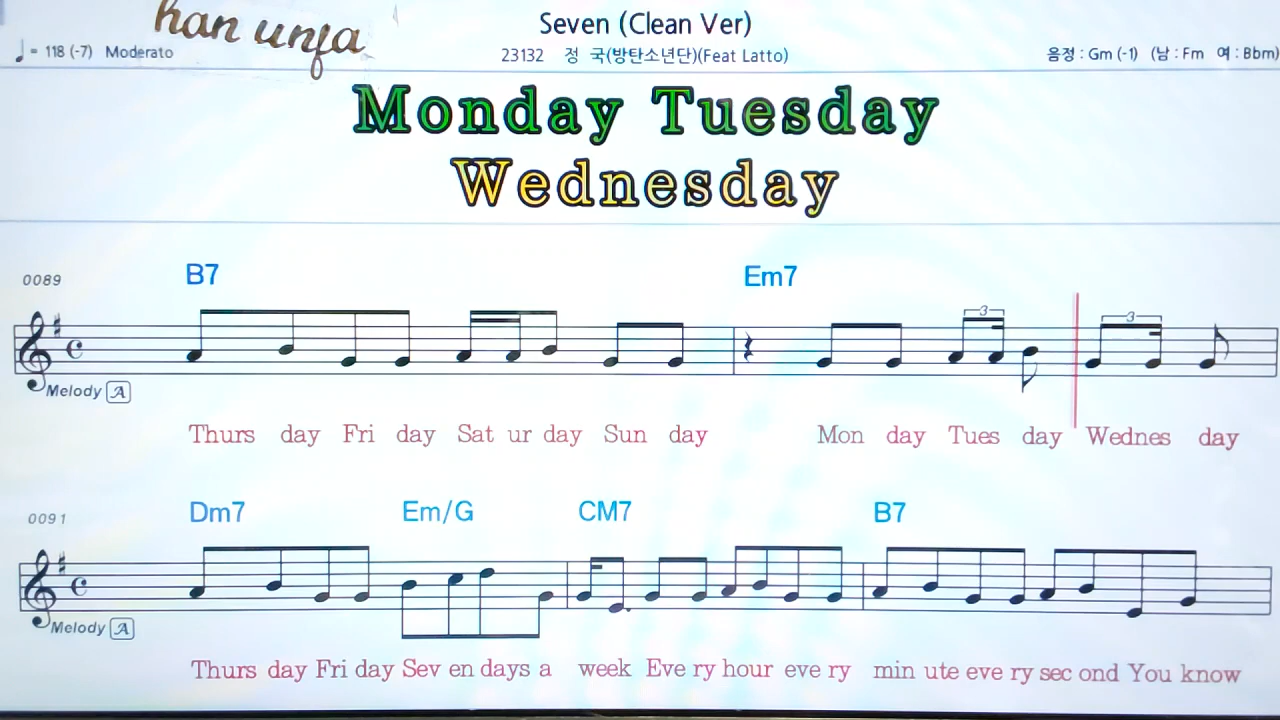 han unja
Seven (Clean Ver)
♩= 118 (-7) Moderato
23132 정 국(방탄소년단)(Feat Latto)
음정 : Gm (-1) (남 : Fm 여 : Bbm)
Monday Tuesday
Wednesday
0089
B7 Em7
3 3
Melody A
Thurs day Fri day Sat ur day Sun day Mon day Tues day Wednes day
0091
Dm7 Em/G CM7 B7
Melody A
Thurs day Fri day Sev en days a week Eve ry hour eve ry min ute eve ry sec ond You know